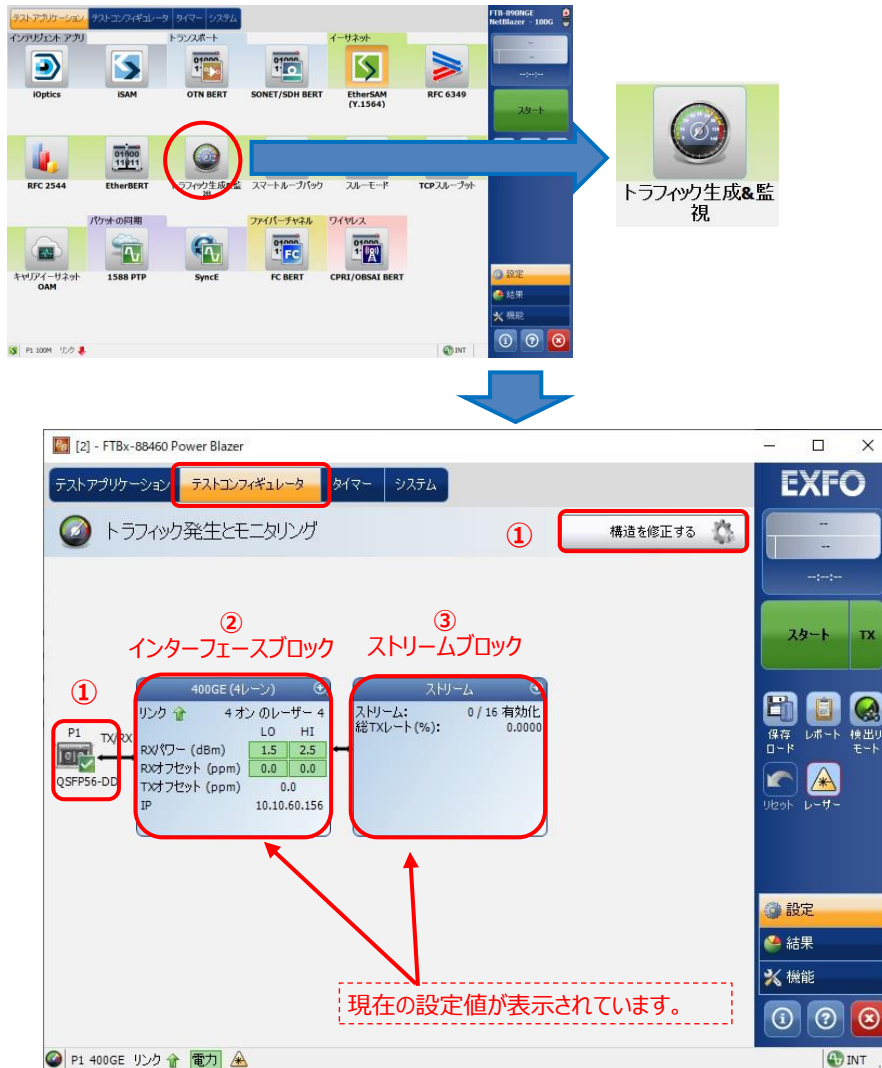 テストアプリケーション テストコンフィギュレータ タイマー システム
FTB-890NGE
NetBlazer - 100G
インテリジェント アプリ トランスポート イーサネット
--
--
--:--:--
iOptics iSAM OTN BERT SONET/SDH BERT EtherSAM (Y.1564) RFC 6349
スタート
RFC 2544 EtherBERT トラフィック生成&監視 スマートループバック スルーモード TCPスループット
トラフィック生成&監
視
パケットの同期 ファイバーチャネル ワイヤレス
キャリアイーサネット OAM 1588 PTP SyncE FC BERT CPRI/OBSAI BERT
設定
結果
機能
P1 100M リンク INT
[2] - FTBx-88460 Power Blazer
テストアプリケーション テストコンフィギュレータ タイマー システム
EXFO
トラフィック発生とモニタリング
① 構造を修正する
--
--
--:--:--
② ③
インターフェースブロック ストリームブロック
スタート TX
①
400GE (4レーン) ストリーム
リンク 4 オン のレーザー 4
ストリーム: 0 / 16 有効化
総TXレート(%): 0.0000
P1 TX/RX
QSFP56-DD
LO HI
RXパワー (dBm) 1.5 2.5
RXオフセット (ppm) 0.0 0.0
TXオフセット (ppm) 0.0
IP 10.10.60.156
保存 レポート 検出リ
ロード モート
リセット レーザー
現在の設定値が表示されています。
設定
結果
機能
P1 400GE リンク 電力 INT